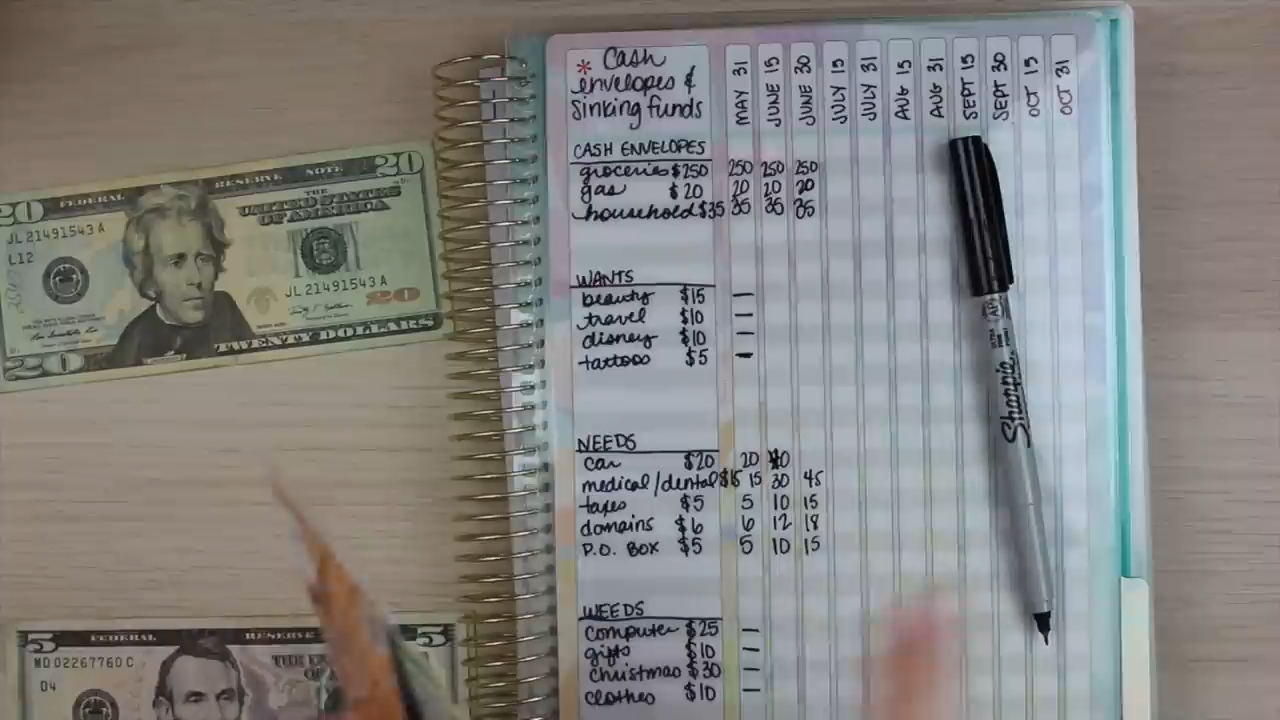 * Cash
envelopes &
sinking funds
MAY 31
JUNE 15
JUNE 30
JULY 15
JULY 31
AUG 15
AUG 31
SEPT 15
SEPT 30
OCT 15
OCT 31
CASH ENVELOPES
groceries $250 250 250 250
gas $20 20 20 20
household $35 35 35 35
WANTS
beauty $15 —
travel $10 —
disney $10 —
tattoos $5 —
NEEDS
car $20 20 40
medical/dental $15 15 30 45
taxes $5 5 10 15
domains $6 6 12 18
P.O. BOX $5 5 10 15
WEEDS
computer $25 —
gifts $10 —
christmas $30 —
clothes $10 —
20 FEDERAL RESERVE NOTE 20
THE
UNITED STATES
OF AMERICA
JL 21491543 A
L12
JL 21491543 A
20
TWENTY DOLLARS
20
5 FEDERAL RESERVE 5
MD 02267760 C
D4
Sharpie